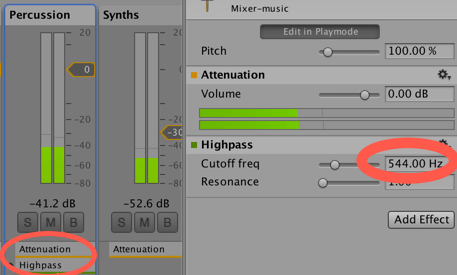 Percussion
Synths
20
0
-20
-40
-60
-80
20
0
-20
-30
-40
-60
-80
-41.2 dB
-52.6 dB
S M B
S M B
Attenuation
Highpass
Attenuation
Mixer-music
Edit in Playmode
Pitch 100.00 %
Attenuation
Volume 0.00 dB
Highpass
Cutoff freq 544.00 Hz
Resonance 1.00
Add Effect